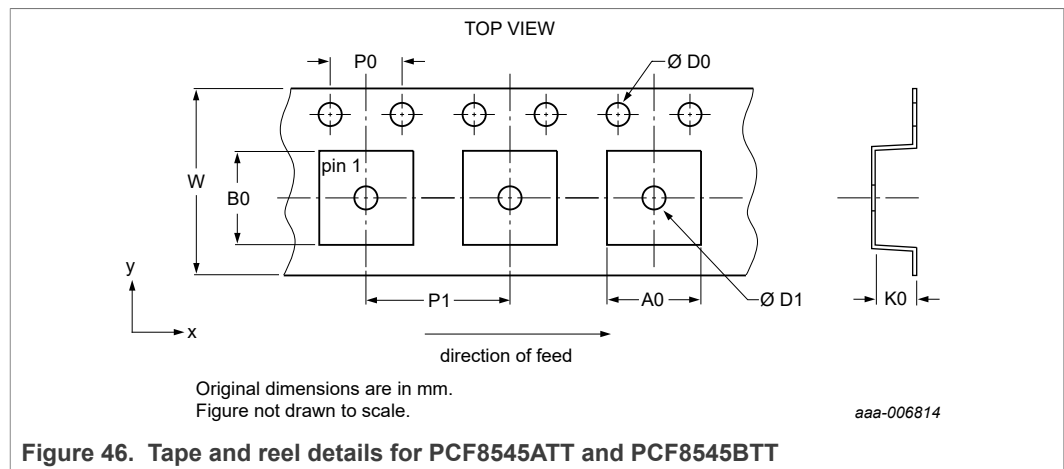 TOP VIEW
P0
Ø D0
pin 1
W
B0
y
P1
A0
Ø D1
K0
x
direction of feed
Original dimensions are in mm.
Figure not drawn to scale.
aaa-006814
Figure 46. Tape and reel details for PCF8545ATT and PCF8545BTT